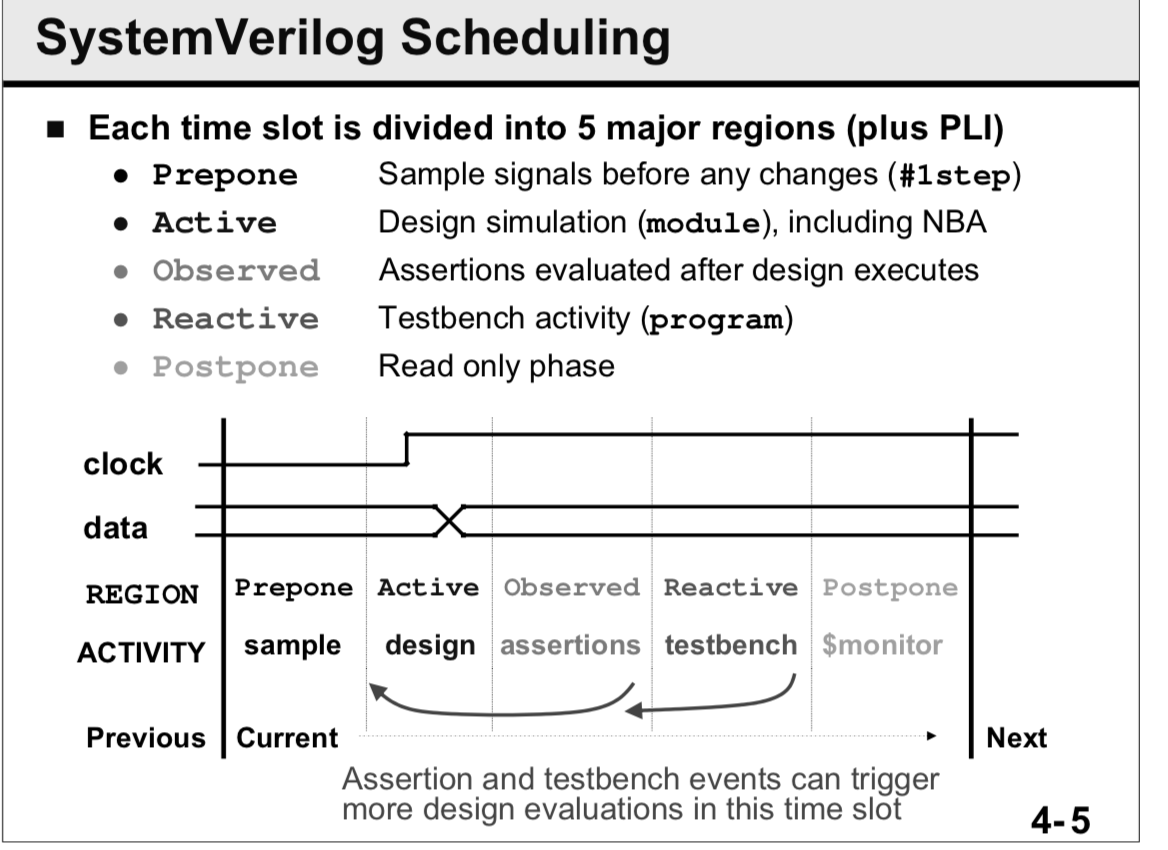 SystemVerilog Scheduling
■ Each time slot is divided into 5 major regions (plus PLI)
● Prepone Sample signals before any changes (#1step)
● Active Design simulation (module), including NBA
● Observed Assertions evaluated after design executes
● Reactive Testbench activity (program)
● Postpone Read only phase
clock
data
REGION Prepone Active Observed Reactive Postpone
ACTIVITY sample design assertions testbench $monitor
Previous Current Next
Assertion and testbench events can trigger
more design evaluations in this time slot
4-5